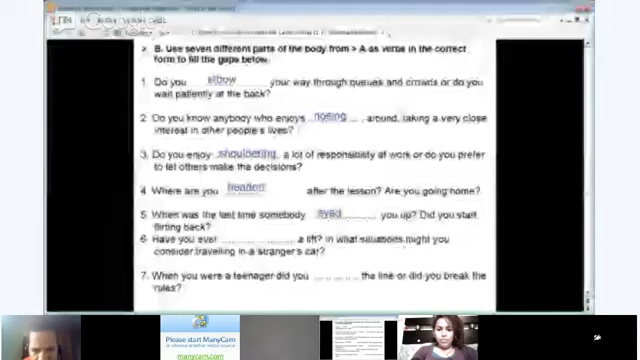 > B. Use seven different parts of the body from > A as verbs in the correct
form to fill the gaps below.
1 Do you elbow your way through queues and crowds or do you
wait patiently at the back?
2. Do you know anybody who enjoys nosing around, taking a very close
interest in other people's lives?
3. Do you enjoy shouldering a lot of responsibility at work or do you prefer
to let others make the decisions?
4. Where are you headed after the lesson? Are you going home?
5. When was the last time somebody eyed you up? Did you start
flirting back?
6. Have you ever ........ a lift? In what situations might you
consider travelling in a stranger's car?
7. When you were a teenager did you ........ the line or did you break the
rules?
Please start ManyCam
manycam.com